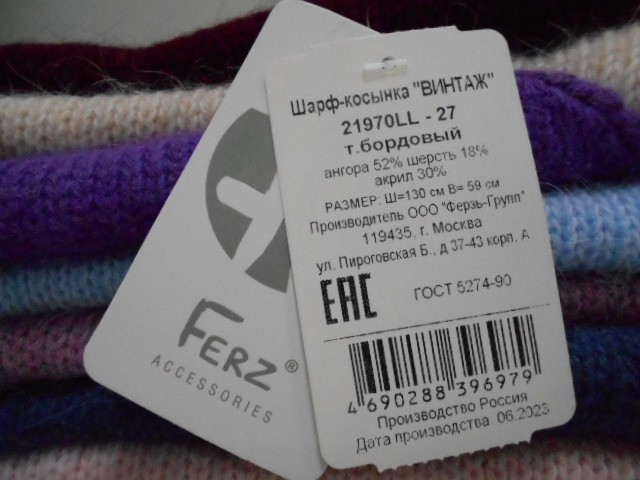 Шарф-косынка "ВИНТАЖ"
21970LL - 27
т.бордовый
ангора 52% шерсть 18%
акрил 30%
РАЗМЕР: Ш=130 см В= 59 см
Производитель ООО "Ферзь-Групп"
119435. г. Москва
ул. Пироговская Б., д 37-43 корп. А
ЕАС
ГОСТ 5274-90
4 690288 396979
Производство Россия
Дата производства 06.2023
FERZ®
ACCESSORIES